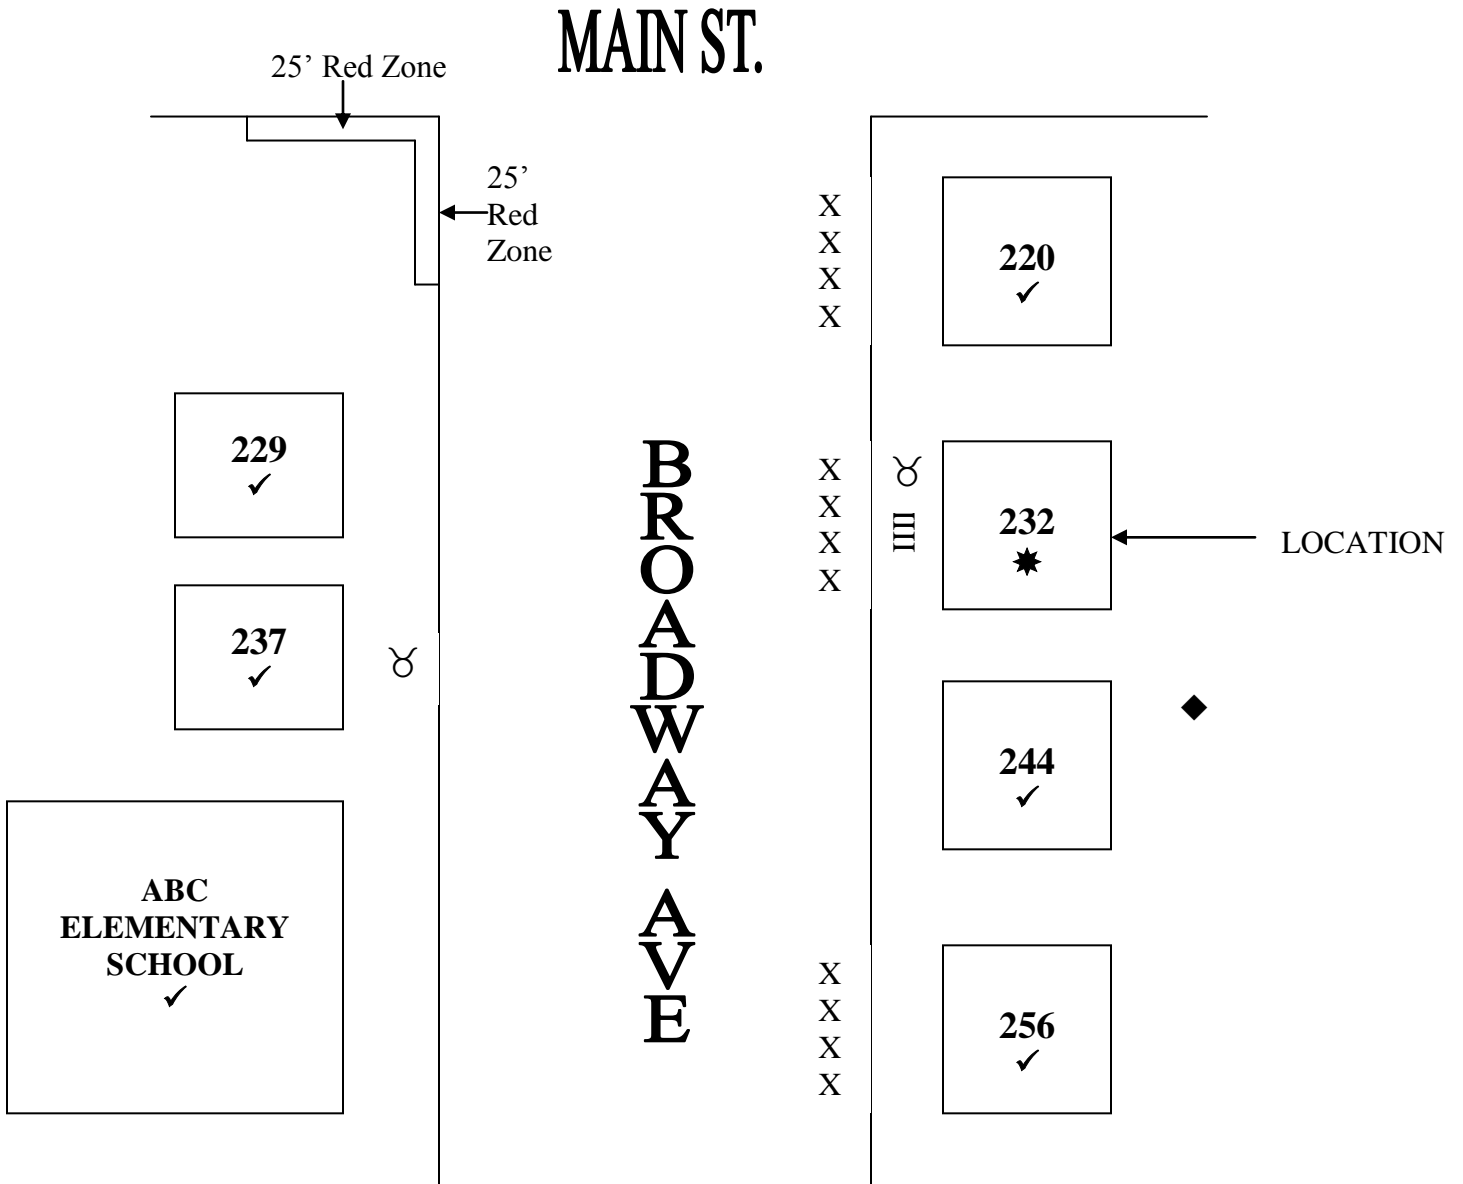 MAIN ST.
25’ Red Zone
25’
Red
Zone
X
X
X
X
220
✓
229
✓
BROADWAY AVE
X
X
X
X
♉
IIII
232
✸
LOCATION
237
✓
♉
244
✓
◆
ABC
ELEMENTARY
SCHOOL
✓
X
X
X
X
256
✓